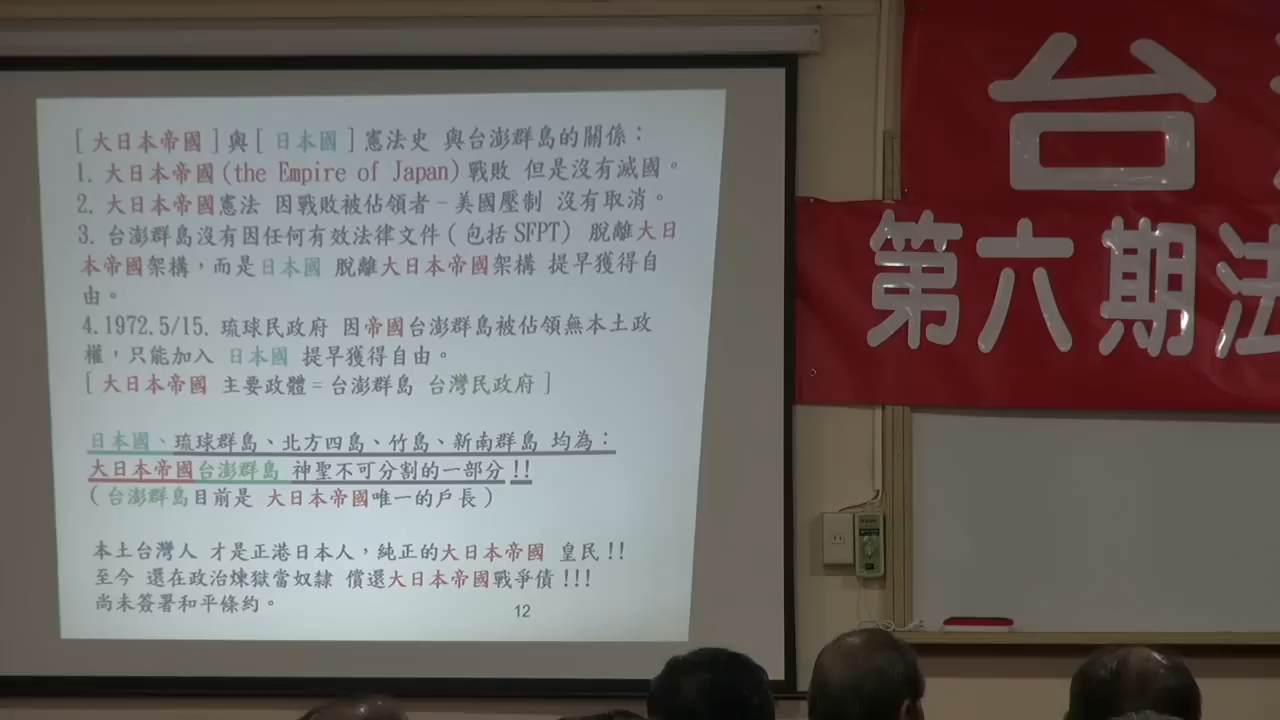 [ 大日本帝國 ] 與 [ 日本國 ] 憲法史 與台澎群島的關係：
1. 大日本帝國 (the Empire of Japan) 戰敗 但是沒有滅國。
2. 大日本帝國憲法 因戰敗被佔領者－美國壓制 沒有取消。
3. 台澎群島沒有因任何有效法律文件 ( 包括 SFPT ) 脫離大日
本帝國架構，而是日本國 脫離大日本帝國架構 提早獲得自
由。
4.1972.5/15. 琉球民政府 因帝國台澎群島被佔領無本土政
權，只能加入 日本國 提早獲得自由。
[ 大日本帝國 主要政體 = 台澎群島 台灣民政府 ]
日本國、琉球群島、北方四島、竹島、新南群島 均為：
大日本帝國台澎群島 神聖不可分割的一部分 !!
( 台澎群島目前是 大日本帝國唯一的戶長 )
本土台灣人 才是正港日本人，純正的大日本帝國 皇民 !!
至今 還在政治煉獄當奴隸 償還大日本帝國戰爭債 !!!
尚未簽署和平條約。
12
台
第六期法